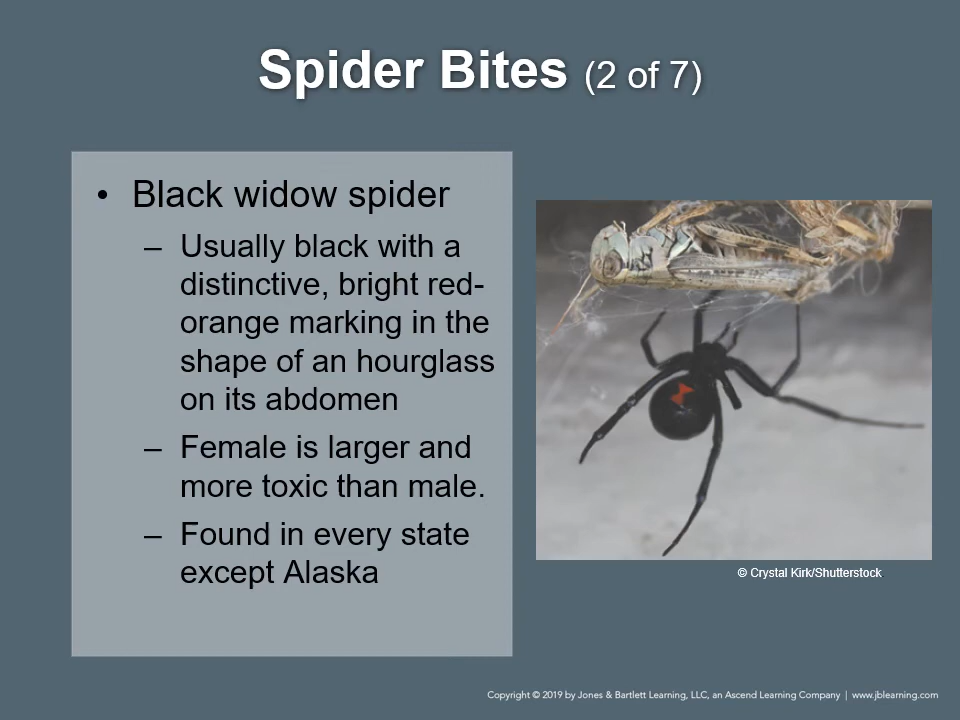 Spider Bites (2 of 7)
• Black widow spider
– Usually black with a
distinctive, bright red-
orange marking in the
shape of an hourglass
on its abdomen
– Female is larger and
more toxic than male.
– Found in every state
except Alaska
© Crystal Kirk/Shutterstock.
Copyright © 2019 by Jones & Bartlett Learning, LLC, an Ascend Learning Company | www.jblearning.com